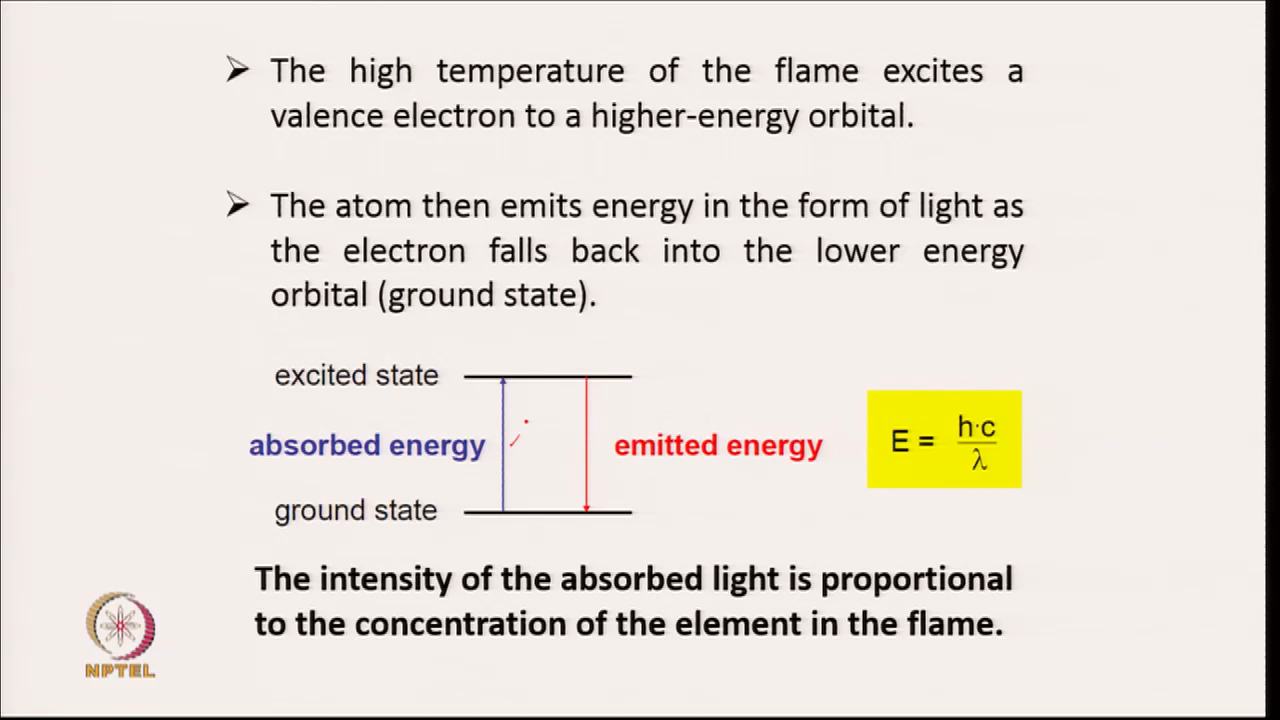 ➢ The high temperature of the flame excites a
valence electron to a higher-energy orbital.
➢ The atom then emits energy in the form of light as
the electron falls back into the lower energy
orbital (ground state).
excited state
absorbed energy
emitted energy
E = h·c / λ
ground state
The intensity of the absorbed light is proportional
to the concentration of the element in the flame.
NPTEL